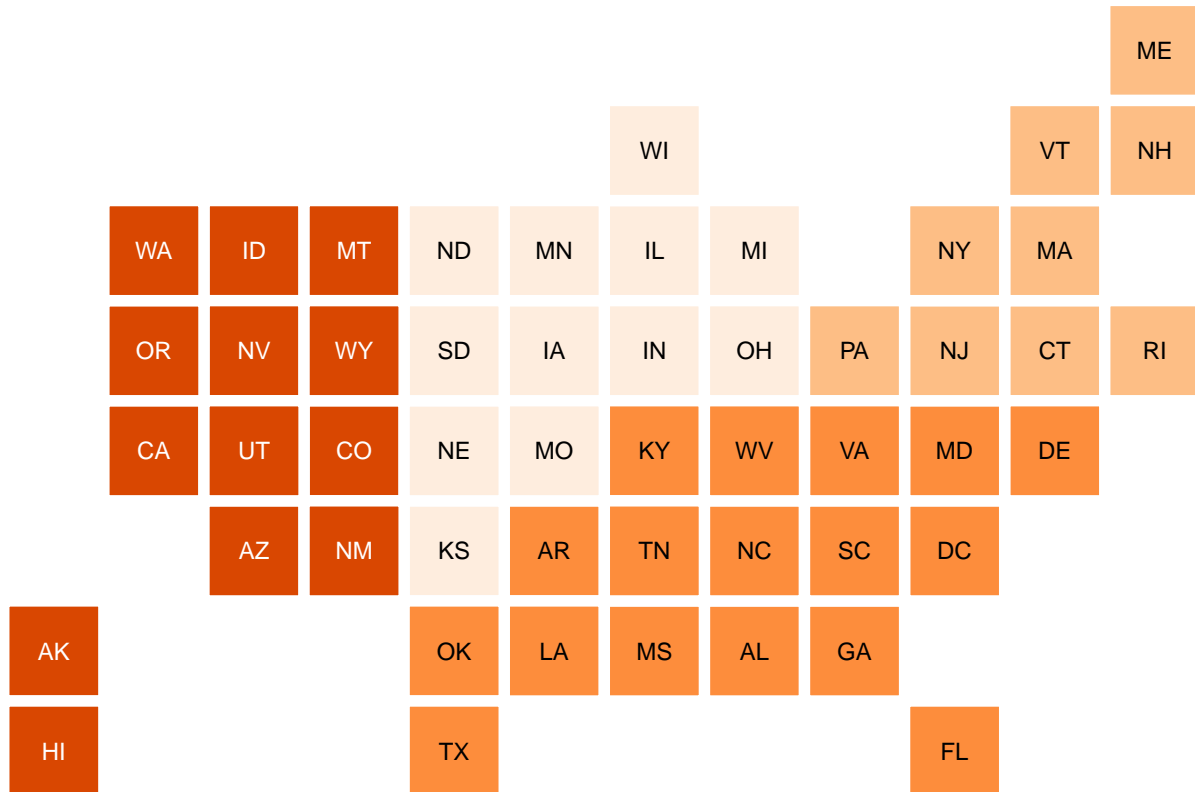 ME
WI VT NH
WA ID MT ND MN IL MI NY MA
OR NV WY SD IA IN OH PA NJ CT RI
CA UT CO NE MO KY WV VA MD DE
AZ NM KS AR TN NC SC DC
AK OK LA MS AL GA
HI TX FL